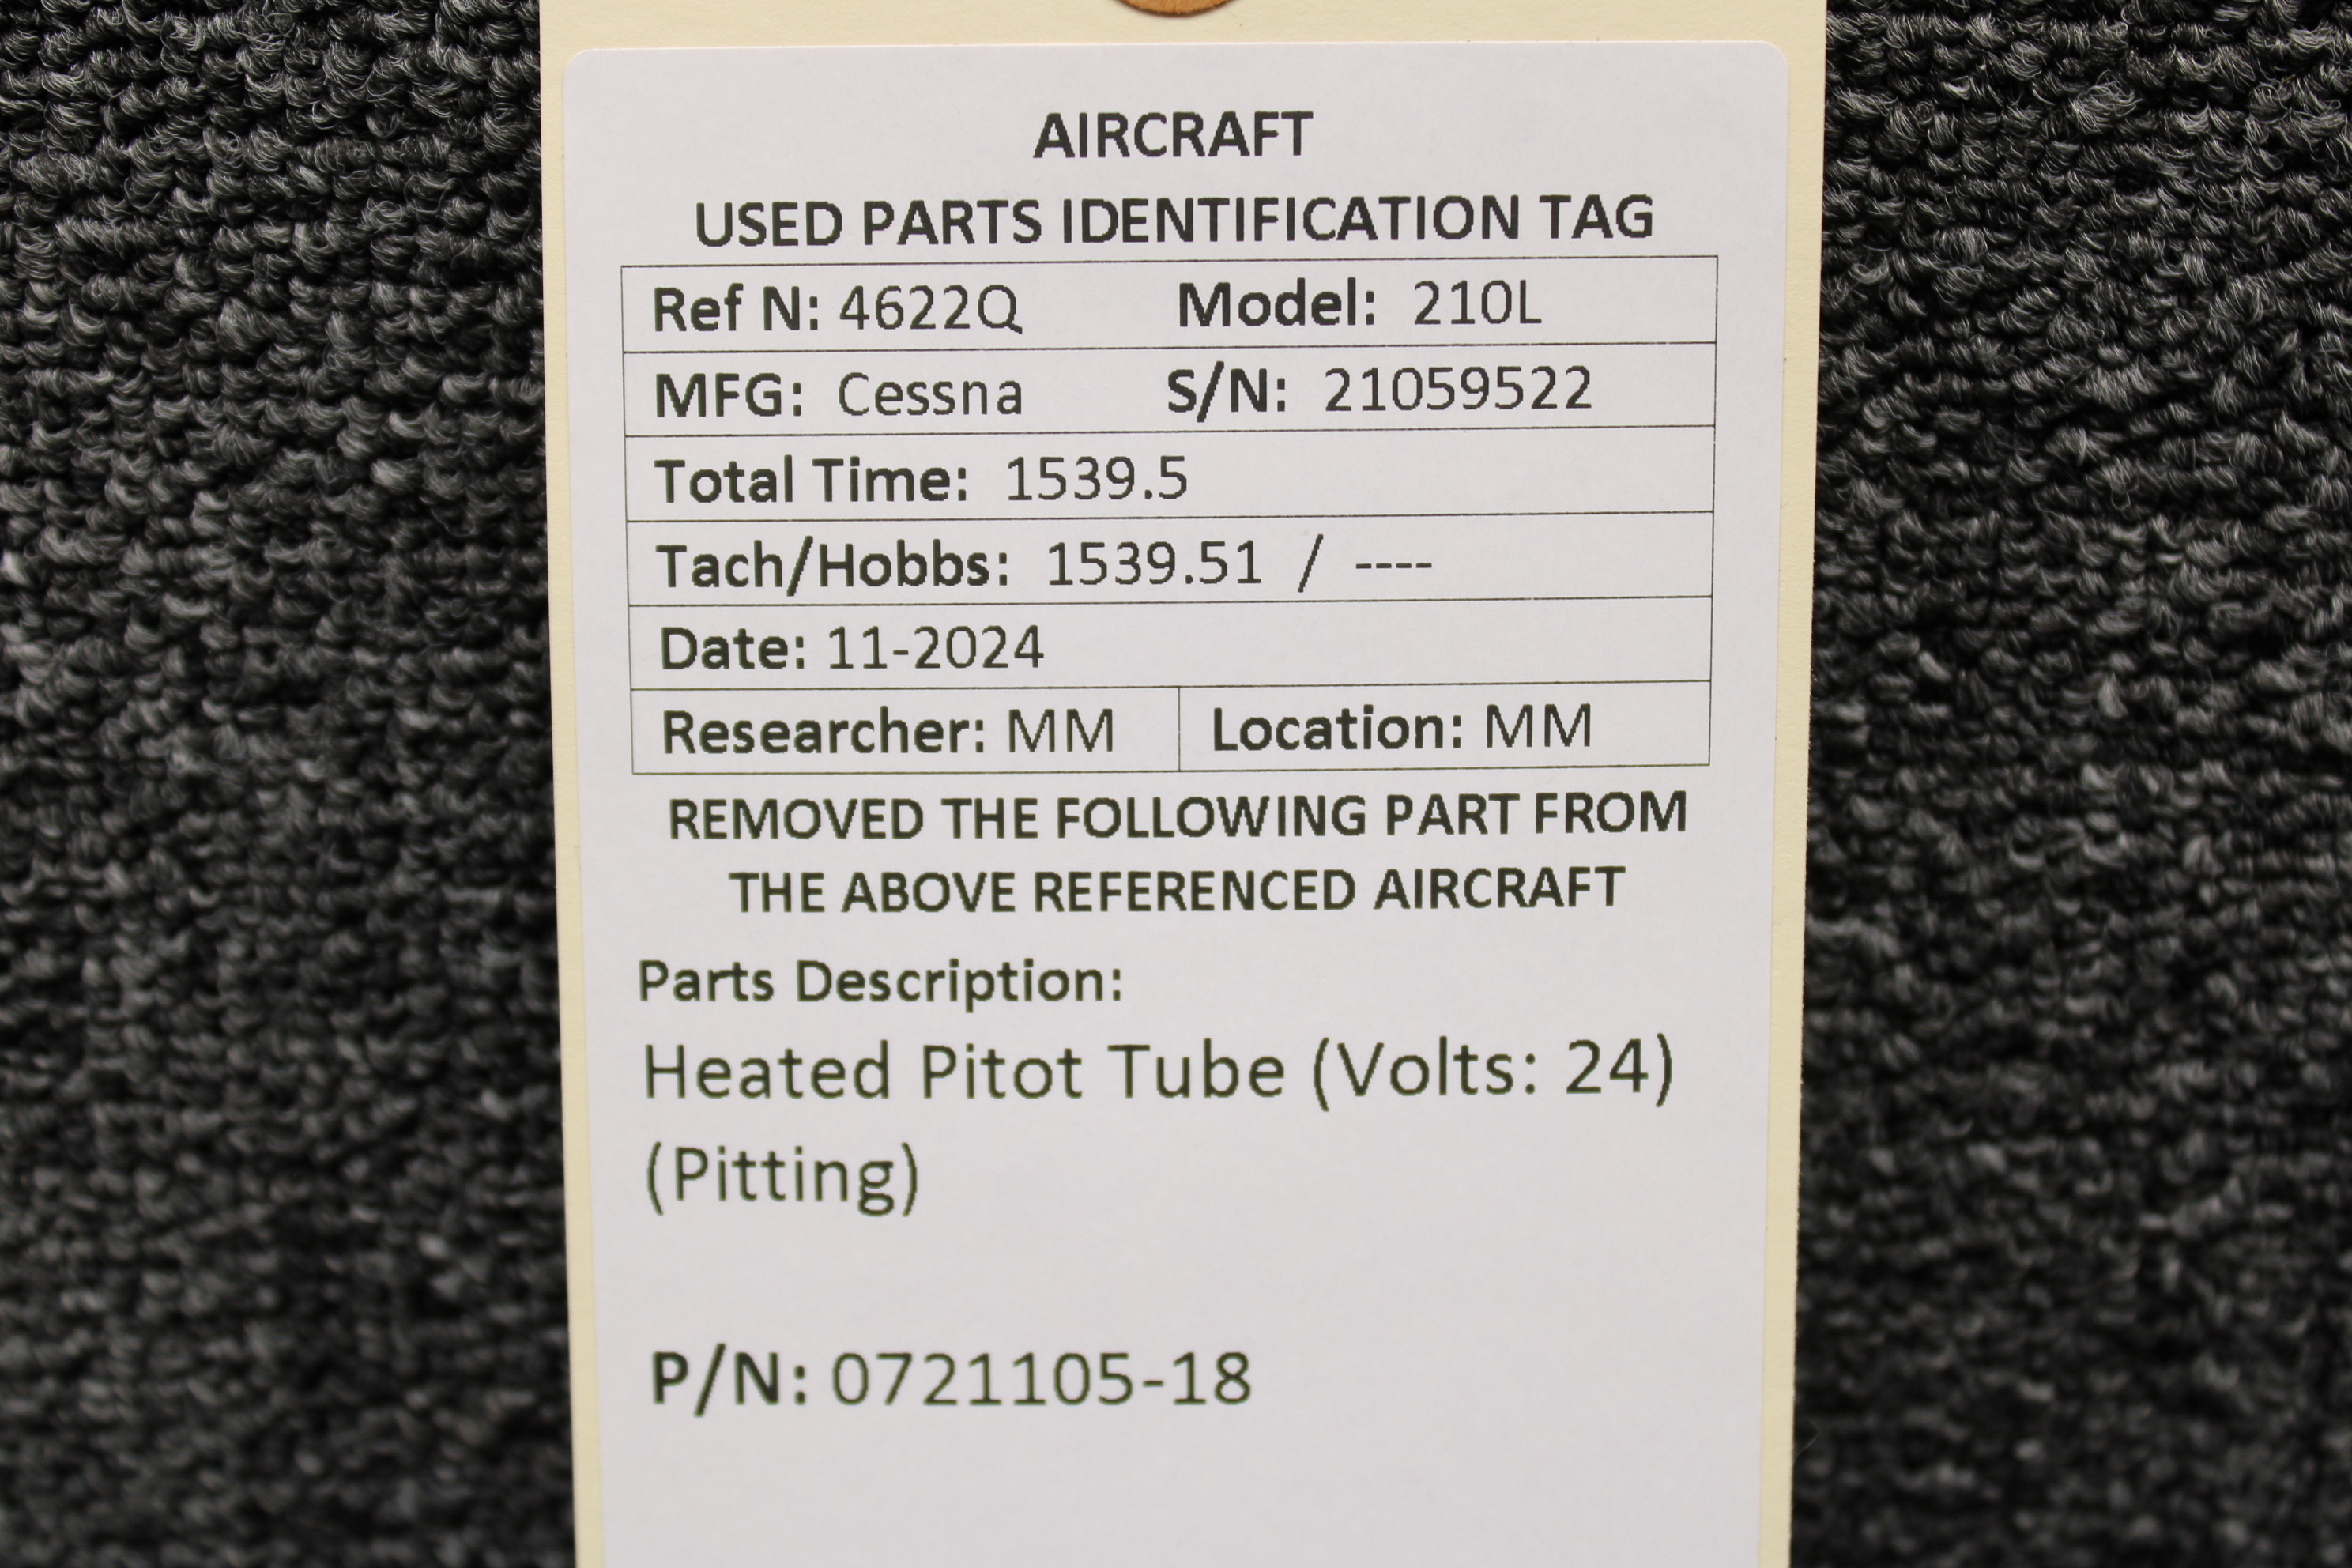 AIRCRAFT
USED PARTS IDENTIFICATION TAG
Ref N: 4622Q Model: 210L
MFG: Cessna S/N: 21059522
Total Time: 1539.5
Tach/Hobbs: 1539.51 / ----
Date: 11-2024
Researcher: MM Location: MM
REMOVED THE FOLLOWING PART FROM
THE ABOVE REFERENCED AIRCRAFT
Parts Description:
Heated Pitot Tube (Volts: 24)
(Pitting)
P/N: 0721105-18